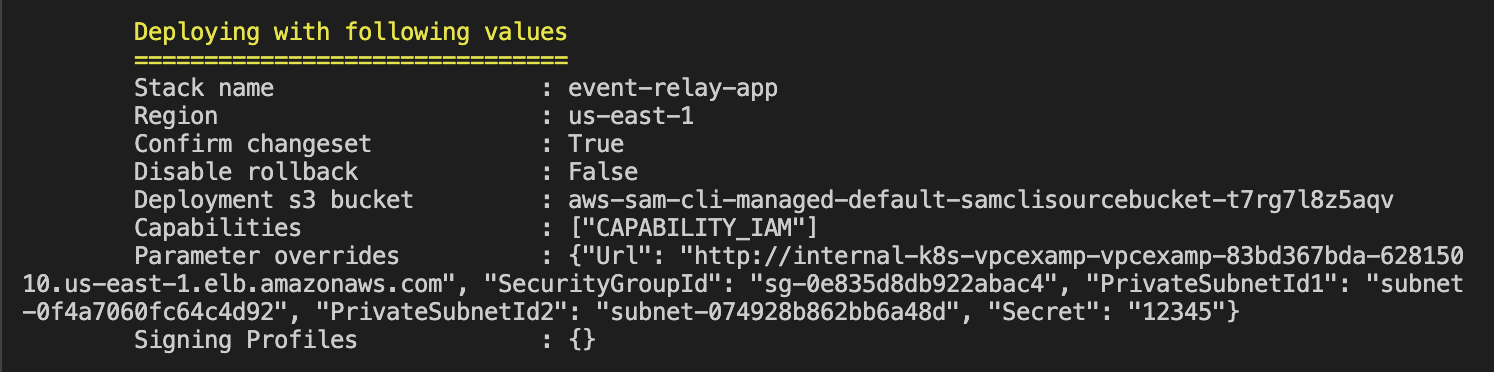 Deploying with following values
===============================
Stack name : event-relay-app
Region : us-east-1
Confirm changeset : True
Disable rollback : False
Deployment s3 bucket : aws-sam-cli-managed-default-samclisourcebucket-t7rg7l8z5aqv
Capabilities : ["CAPABILITY_IAM"]
Parameter overrides : {"Url": "http://internal-k8s-vpcexamp-vpcexamp-83bd367bda-628150
10.us-east-1.elb.amazonaws.com", "SecurityGroupId": "sg-0e835d8db922abac4", "PrivateSubnetId1": "subnet
-0f4a7060fc64c4d92", "PrivateSubnetId2": "subnet-074928b862bb6a48d", "Secret": "12345"}
Signing Profiles : {}